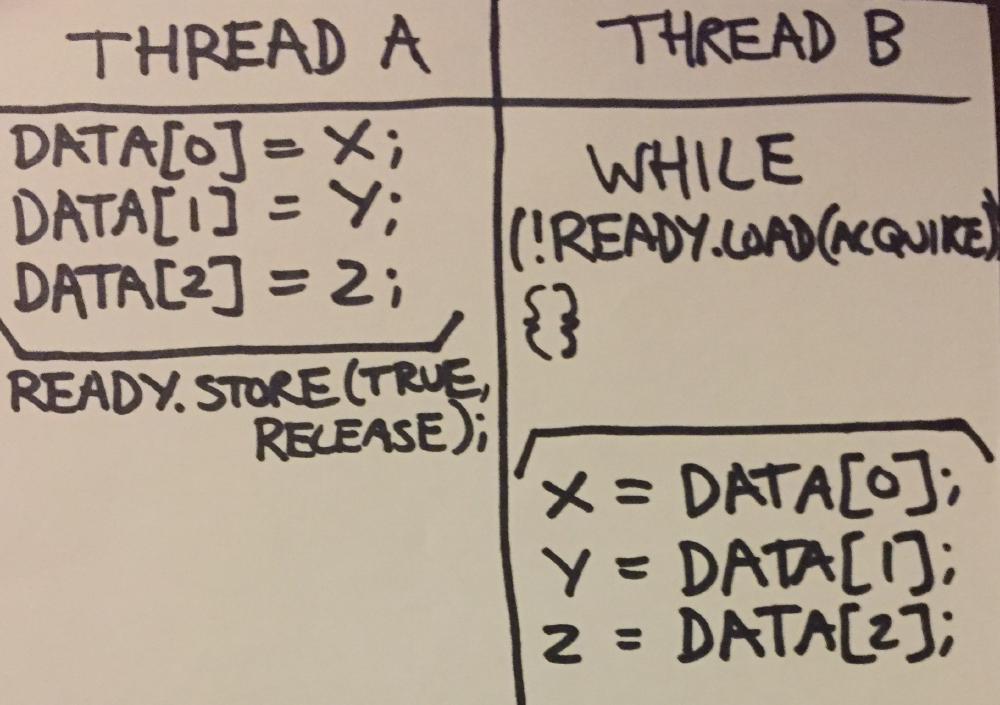 THREAD A
DATA[0] = X;
DATA[1] = Y;
DATA[2] = Z;
READY.STORE(TRUE,
RELEASE);
THREAD B
WHILE
(!READY.LOAD(ACQUIRE)
{}
X = DATA[0];
Y = DATA[1];
Z = DATA[2];